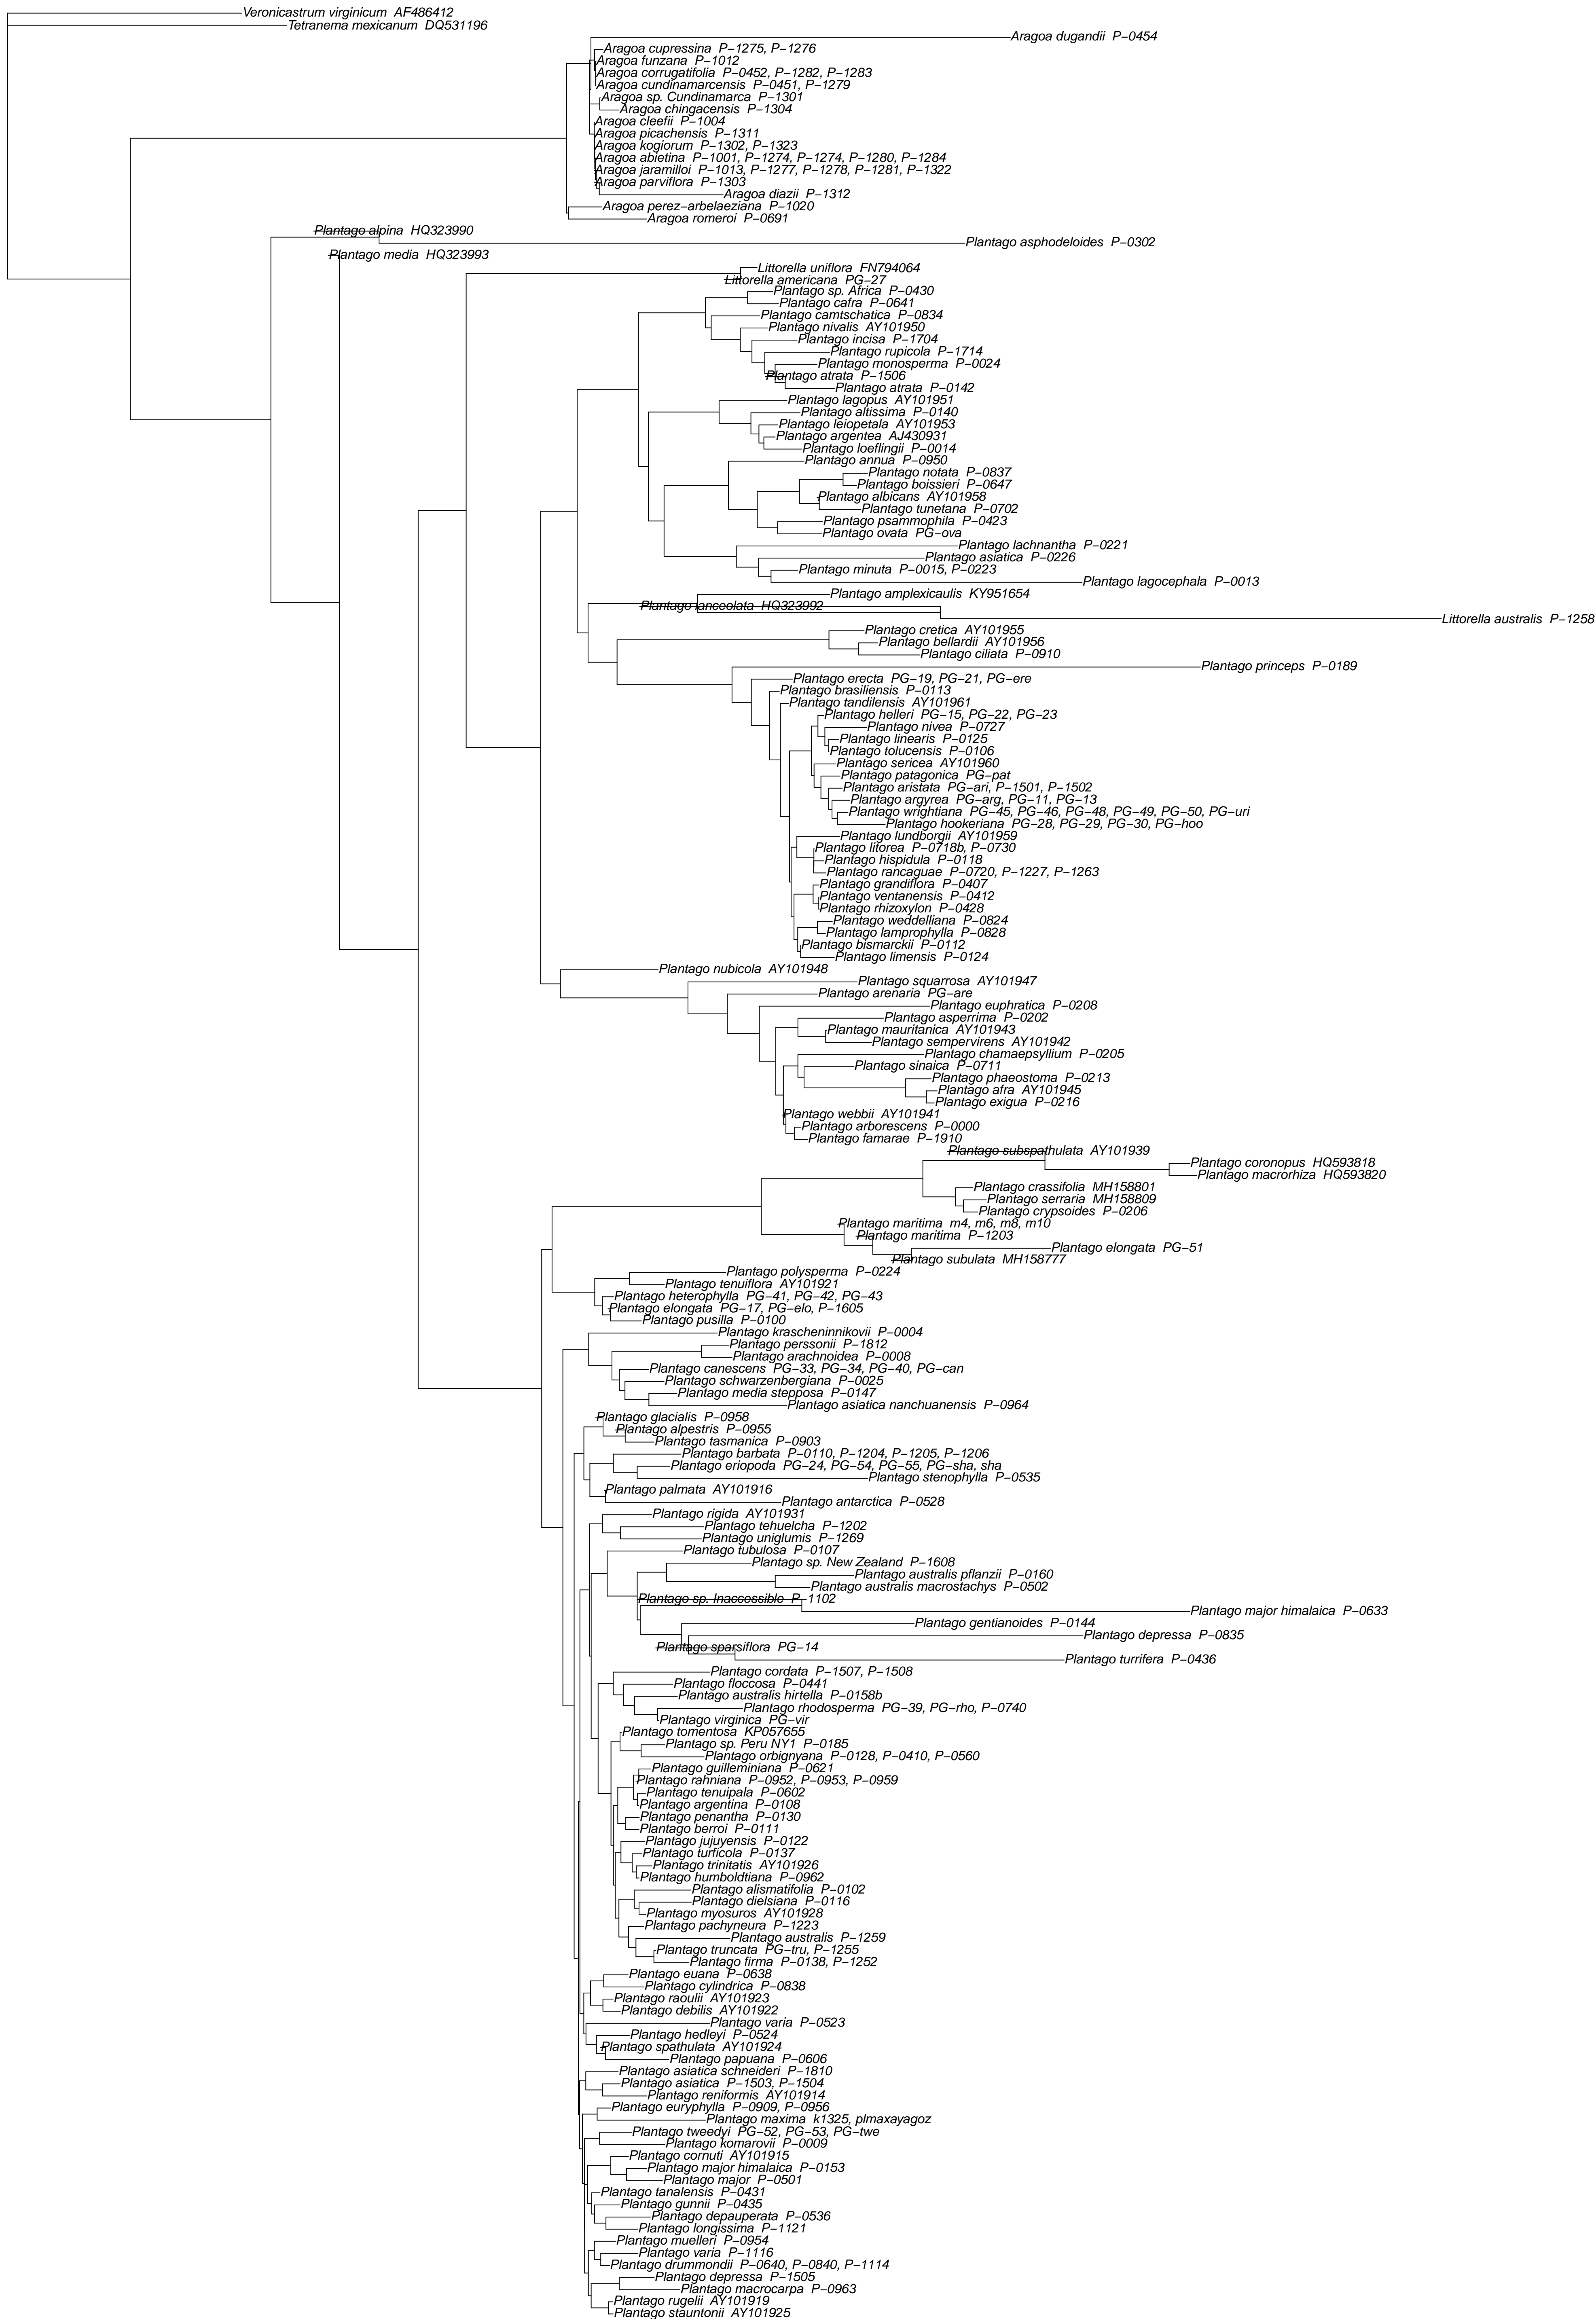 Veronicastrum virginicum AF486412
Tetranema mexicanum DQ531196
Aragoa dugandii P−0454
Aragoa cupressina P−1275, P−1276
Aragoa funzana P−1012
Aragoa corrugatifolia P−0452, P−1282, P−1283
Aragoa cundinamarcensis P−0451, P−1279
Aragoa sp. Cundinamarca P−1301
Aragoa chingacensis P−1304
Aragoa cleefii P−1004
Aragoa picachensis P−1311
Aragoa kogiorum P−1302, P−1323
Aragoa abietina P−1001, P−1274, P−1274, P−1280, P−1284
Aragoa jaramilloi P−1013, P−1277, P−1278, P−1281, P−1322
Aragoa parviflora P−1303
Aragoa diazii P−1312
Aragoa perez−arbelaeziana P−1020
Aragoa romeroi P−0691
Plantago alpina HQ323990
Plantago asphodeloides P−0302
Plantago media HQ323993
Littorella uniflora FN794064
Littorella americana PG−27
Plantago sp. Africa P−0430
Plantago cafra P−0641
Plantago camtschatica P−0834
Plantago nivalis AY101950
Plantago incisa P−1704
Plantago rupicola P−1714
Plantago monosperma P−0024
Plantago atrata P−1506
Plantago atrata P−0142
Plantago lagopus AY101951
Plantago altissima P−0140
Plantago leiopetala AY101953
Plantago argentea AJ430931
Plantago loeflingii P−0014
Plantago annua P−0950
Plantago notata P−0837
Plantago boissieri P−0647
Plantago albicans AY101958
Plantago tunetana P−0702
Plantago psammophila P−0423
Plantago ovata PG−ova
Plantago lachnantha P−0221
Plantago asiatica P−0226
Plantago minuta P−0015, P−0223
Plantago lagocephala P−0013
Plantago amplexicaulis KY951654
Plantago lanceolata HQ323992
Littorella australis P−1258
Plantago cretica AY101955
Plantago bellardii AY101956
Plantago ciliata P−0910
Plantago princeps P−0189
Plantago erecta PG−19, PG−21, PG−ere
Plantago brasiliensis P−0113
Plantago tandilensis AY101961
Plantago helleri PG−15, PG−22, PG−23
Plantago nivea P−0727
Plantago linearis P−0125
Plantago tolucensis P−0106
Plantago sericea AY101960
Plantago patagonica PG−pat
Plantago aristata PG−ari, P−1501, P−1502
Plantago argyrea PG−arg, PG−11, PG−13
Plantago wrightiana PG−45, PG−46, PG−48, PG−49, PG−50, PG−uri
Plantago hookeriana PG−28, PG−29, PG−30, PG−hoo
Plantago lundborgii AY101959
Plantago litorea P−0718b, P−0730
Plantago hispidula P−0118
Plantago rancaguae P−0720, P−1227, P−1263
Plantago grandiflora P−0407
Plantago ventanensis P−0412
Plantago rhizoxylon P−0428
Plantago weddelliana P−0824
Plantago lamprophylla P−0828
Plantago bismarckii P−0112
Plantago limensis P−0124
Plantago nubicola AY101948
Plantago squarrosa AY101947
Plantago arenaria PG−are
Plantago euphratica P−0208
Plantago asperrima P−0202
Plantago mauritanica AY101943
Plantago sempervirens AY101942
Plantago chamaepsyllium P−0205
Plantago sinaica P−0711
Plantago phaeostoma P−0213
Plantago afra AY101945
Plantago exigua P−0216
Plantago webbii AY101941
Plantago arborescens P−0000
Plantago famarae P−1910
Plantago subspathulata AY101939
Plantago coronopus HQ593818
Plantago macrorhiza HQ593820
Plantago crassifolia MH158801
Plantago serraria MH158809
Plantago crypsoides P−0206
Plantago maritima m4, m6, m8, m10
Plantago maritima P−1203
Plantago elongata PG−51
Plantago subulata MH158777
Plantago polysperma P−0224
Plantago tenuiflora AY101921
Plantago heterophylla PG−41, PG−42, PG−43
Plantago elongata PG−17, PG−elo, P−1605
Plantago pusilla P−0100
Plantago krascheninnikovii P−0004
Plantago perssonii P−1812
Plantago arachnoidea P−0008
Plantago canescens PG−33, PG−34, PG−40, PG−can
Plantago schwarzenbergiana P−0025
Plantago media stepposa P−0147
Plantago asiatica nanchuanensis P−0964
Plantago glacialis P−0958
Plantago alpestris P−0955
Plantago tasmanica P−0903
Plantago barbata P−0110, P−1204, P−1205, P−1206
Plantago eriopoda PG−24, PG−54, PG−55, PG−sha, sha
Plantago stenophylla P−0535
Plantago palmata AY101916
Plantago antarctica P−0528
Plantago rigida AY101931
Plantago tehuelcha P−1202
Plantago uniglumis P−1269
Plantago tubulosa P−0107
Plantago sp. New Zealand P−1608
Plantago australis pflanzii P−0160
Plantago australis macrostachys P−0502
Plantago sp. Inaccessible P−1102
Plantago major himalaica P−0633
Plantago gentianoides P−0144
Plantago depressa P−0835
Plantago sparsiflora PG−14
Plantago turrifera P−0436
Plantago cordata P−1507, P−1508
Plantago floccosa P−0441
Plantago australis hirtella P−0158b
Plantago rhodosperma PG−39, PG−rho, P−0740
Plantago virginica PG−vir
Plantago tomentosa KP057655
Plantago sp. Peru NY1 P−0185
Plantago orbignyana P−0128, P−0410, P−0560
Plantago guilleminiana P−0621
Plantago rahniana P−0952, P−0953, P−0959
Plantago tenuipala P−0602
Plantago argentina P−0108
Plantago penantha P−0130
Plantago berroi P−0111
Plantago jujuyensis P−0122
Plantago turficola P−0137
Plantago trinitatis AY101926
Plantago humboldtiana P−0962
Plantago alismatifolia P−0102
Plantago dielsiana P−0116
Plantago myosuros AY101928
Plantago pachyneura P−1223
Plantago australis P−1259
Plantago truncata PG−tru, P−1255
Plantago firma P−0138, P−1252
Plantago euana P−0638
Plantago cylindrica P−0838
Plantago raoulii AY101923
Plantago debilis AY101922
Plantago varia P−0523
Plantago hedleyi P−0524
Plantago spathulata AY101924
Plantago papuana P−0606
Plantago asiatica schneideri P−1810
Plantago asiatica P−1503, P−1504
Plantago reniformis AY101914
Plantago euryphylla P−0909, P−0956
Plantago maxima k1325, plmaxayagoz
Plantago tweedyi PG−52, PG−53, PG−twe
Plantago komarovii P−0009
Plantago cornuti AY101915
Plantago major himalaica P−0153
Plantago major P−0501
Plantago tanalensis P−0431
Plantago gunnii P−0435
Plantago depauperata P−0536
Plantago longissima P−1121
Plantago muelleri P−0954
Plantago varia P−1116
Plantago drummondii P−0640, P−0840, P−1114
Plantago depressa P−1505
Plantago macrocarpa P−0963
Plantago rugelii AY101919
Plantago stauntonii AY101925